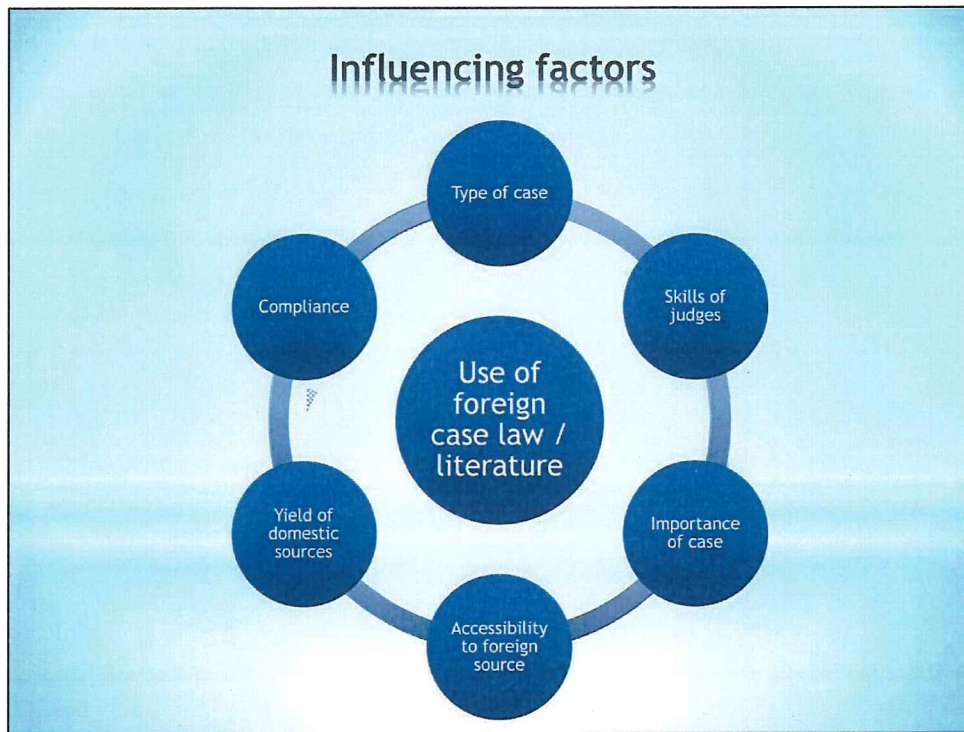 Influencing factors
Type of case
Skills of
judges
Importance
of case
Accessibility
to foreign
source
Yield of
domestic
sources
Compliance
Use of
foreign
case law /
literature